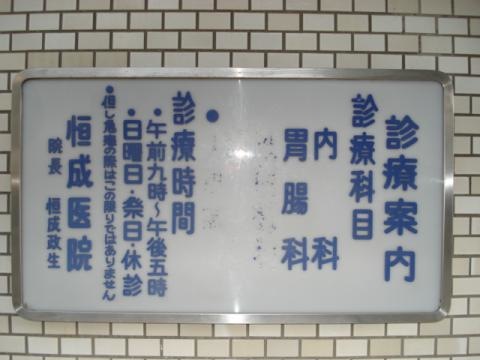 診療案内
診療科目
内科
胃腸科
●
診療時間
・午前九時〜午後五時
・日曜日・祭日・休診
●但し急患の際はこの限りではありません
恒成医院
院長 恒成政生